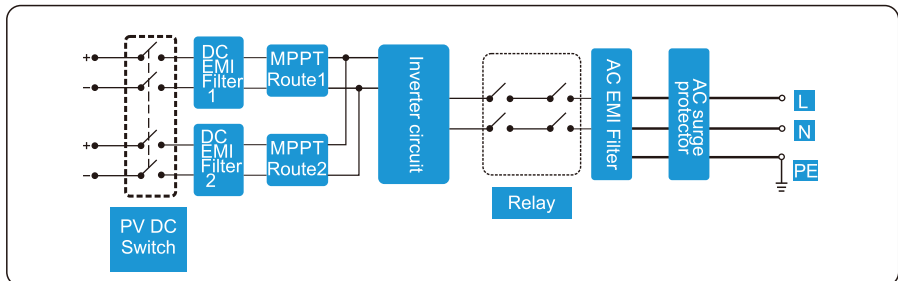 +
DC
EMI
Filter
1
MPPT
Route1
−
+
DC
EMI
Filter
2
MPPT
Route2
−
Inverter circuit
AC EMI Filter
AC surge
protector
L
N
PE
Relay
PV DC
Switch